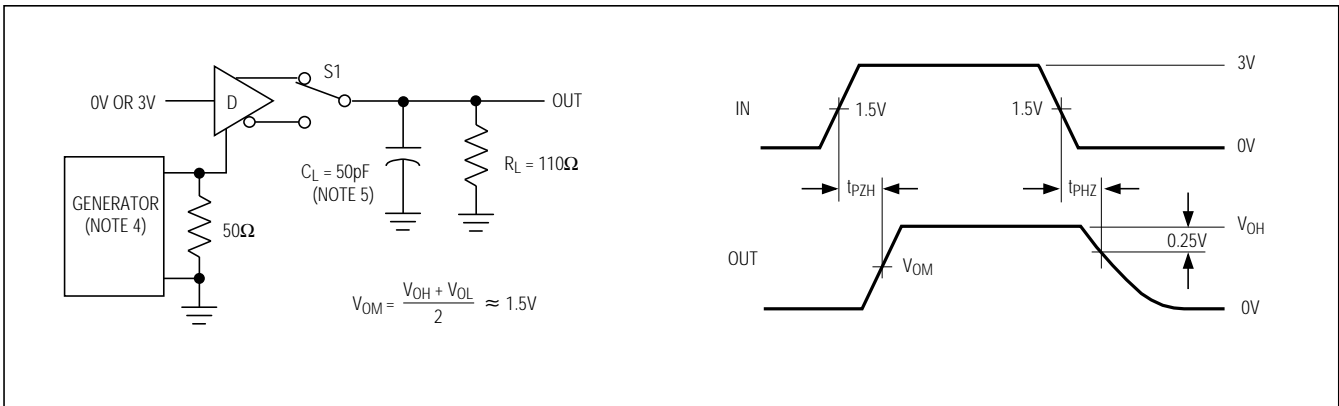 S1
0V OR 3V
D
OUT
C_L = 50pF
(NOTE 5)
R_L = 110Ω
GENERATOR
(NOTE 4)
50Ω
V_OM = (V_OH + V_OL) / 2 ≈ 1.5V
3V
IN
1.5V
1.5V
0V
t_PZH
t_PHZ
V_OH
0.25V
OUT
V_OM
0V